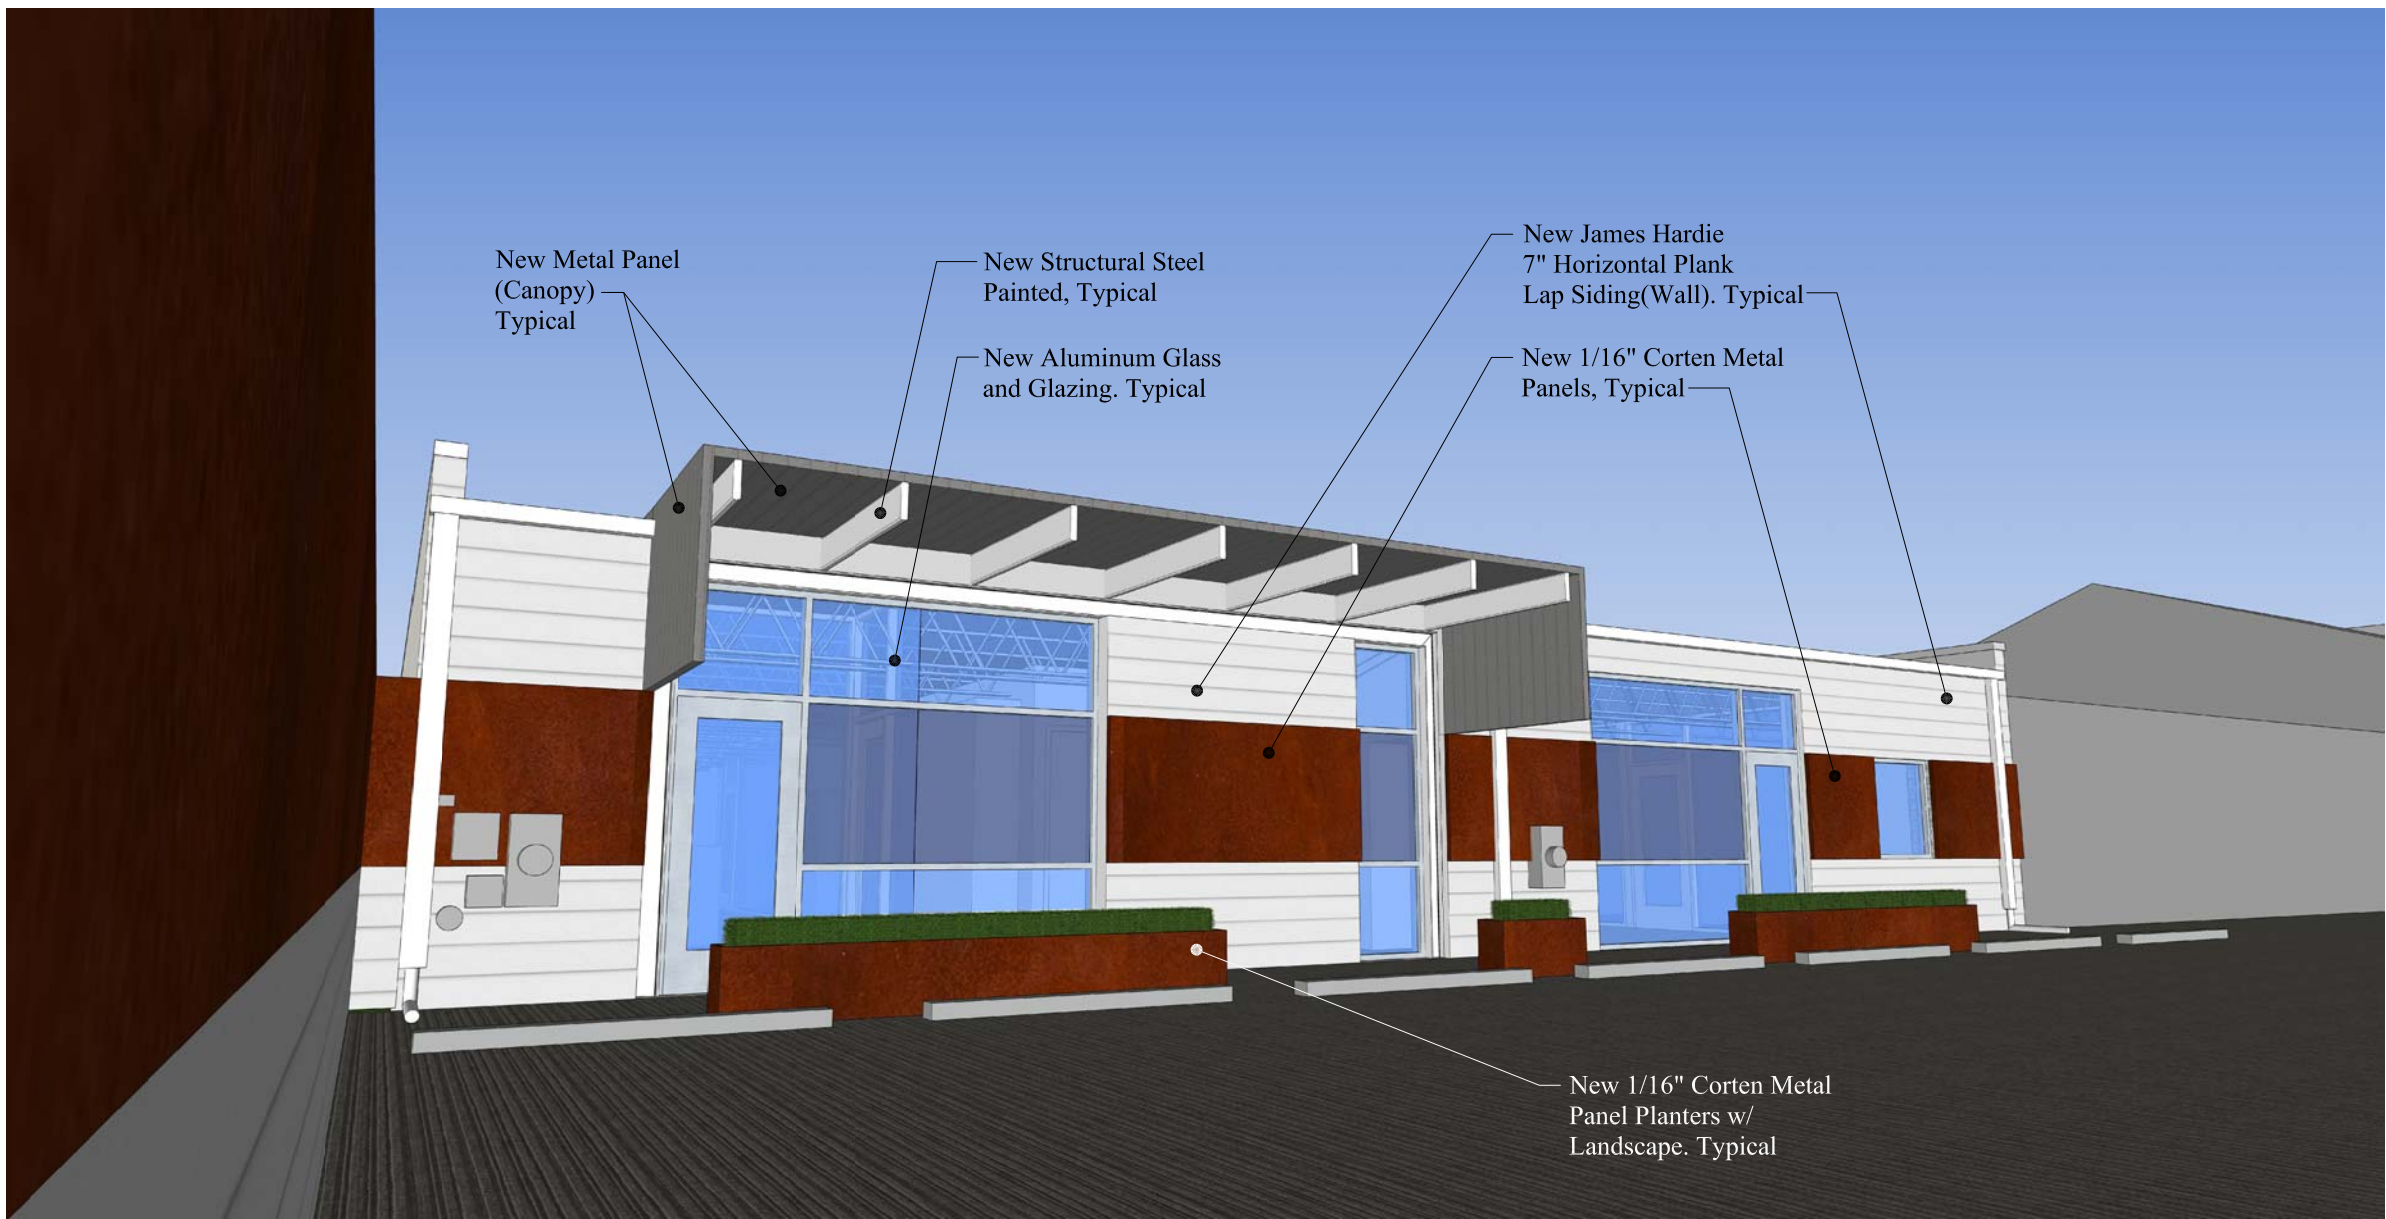 New Metal Panel
(Canopy)
Typical
New Structural Steel
Painted, Typical
New Aluminum Glass
and Glazing. Typical
New James Hardie
7" Horizontal Plank
Lap Siding(Wall). Typical
New 1/16" Corten Metal
Panels, Typical
New 1/16" Corten Metal
Panel Planters w/
Landscape. Typical